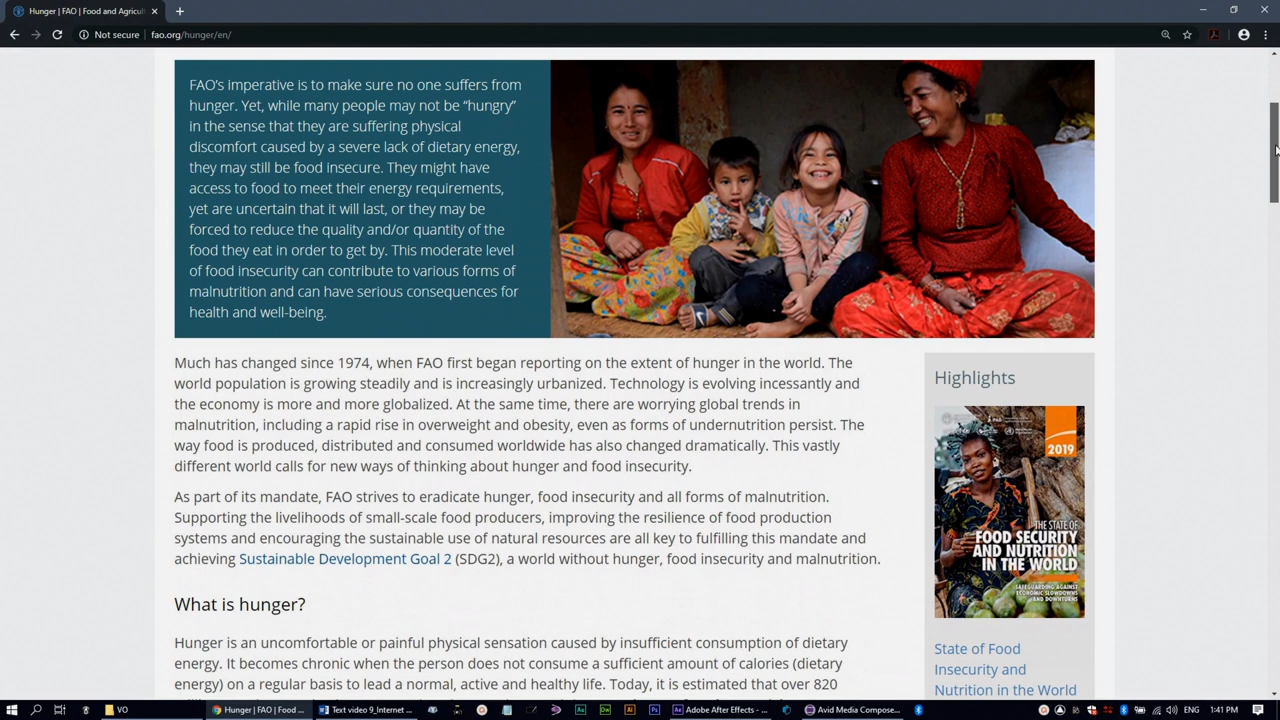 Hunger | FAO | Food and Agricul
Not secure | fao.org/hunger/en/
FAO's imperative is to make sure no one suffers from
hunger. Yet, while many people may not be “hungry”
in the sense that they are suffering physical
discomfort caused by a severe lack of dietary energy,
they may still be food insecure. They might have
access to food to meet their energy requirements,
yet are uncertain that it will last, or they may be
forced to reduce the quality and/or quantity of the
food they eat in order to get by. This moderate level
of food insecurity can contribute to various forms of
malnutrition and can have serious consequences for
health and well-being.
Much has changed since 1974, when FAO first began reporting on the extent of hunger in the world. The
world population is growing steadily and is increasingly urbanized. Technology is evolving incessantly and
the economy is more and more globalized. At the same time, there are worrying global trends in
malnutrition, including a rapid rise in overweight and obesity, even as forms of undernutrition persist. The
way food is produced, distributed and consumed worldwide has also changed dramatically. This vastly
different world calls for new ways of thinking about hunger and food insecurity.
As part of its mandate, FAO strives to eradicate hunger, food insecurity and all forms of malnutrition.
Supporting the livelihoods of small-scale food producers, improving the resilience of food production
systems and encouraging the sustainable use of natural resources are all key to fulfilling this mandate and
achieving Sustainable Development Goal 2 (SDG2), a world without hunger, food insecurity and malnutrition.
What is hunger?
Hunger is an uncomfortable or painful physical sensation caused by insufficient consumption of dietary
energy. It becomes chronic when the person does not consume a sufficient amount of calories (dietary
energy) on a regular basis to lead a normal, active and healthy life. Today, it is estimated that over 820
Highlights
2019
THE STATE OF
FOOD SECURITY
AND NUTRITION
IN THE WORLD
SAFEGUARDING AGAINST
ECONOMIC SLOWDOWNS
AND DOWNTURNS
State of Food
Insecurity and
Nutrition in the World
VO
Hunger | FAO | Food ...
Text video 9_Internet ...
Ae
Dw
Ai
Ps
Adobe After Effects - ...
Avid Media Compose...
1:41 PM